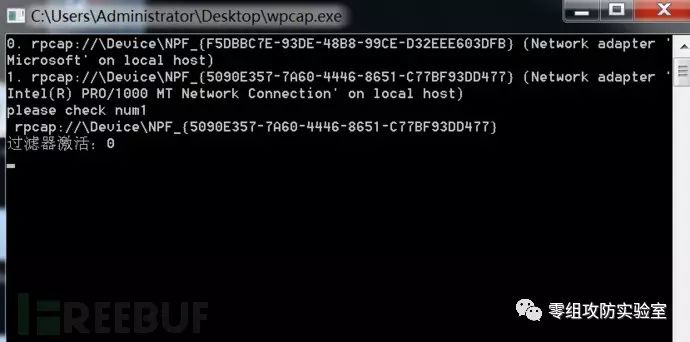 C:\Users\Administrator\Desktop\wpcap.exe
0. rpcap://\Device\NPF_{F5DBBC7E-93DE-48B8-99CE-D32EEE603DFB} (Network adapter '
Microsoft' on local host)
1. rpcap://\Device\NPF_{5090E357-7A60-4446-8651-C77BF93DD477} (Network adapter '
Intel(R) PRO/1000 MT Network Connection' on local host)
please check num1
 rpcap://\Device\NPF_{5090E357-7A60-4446-8651-C77BF93DD477}
过滤器激活: 0
FREEBUF
零组攻防实验室